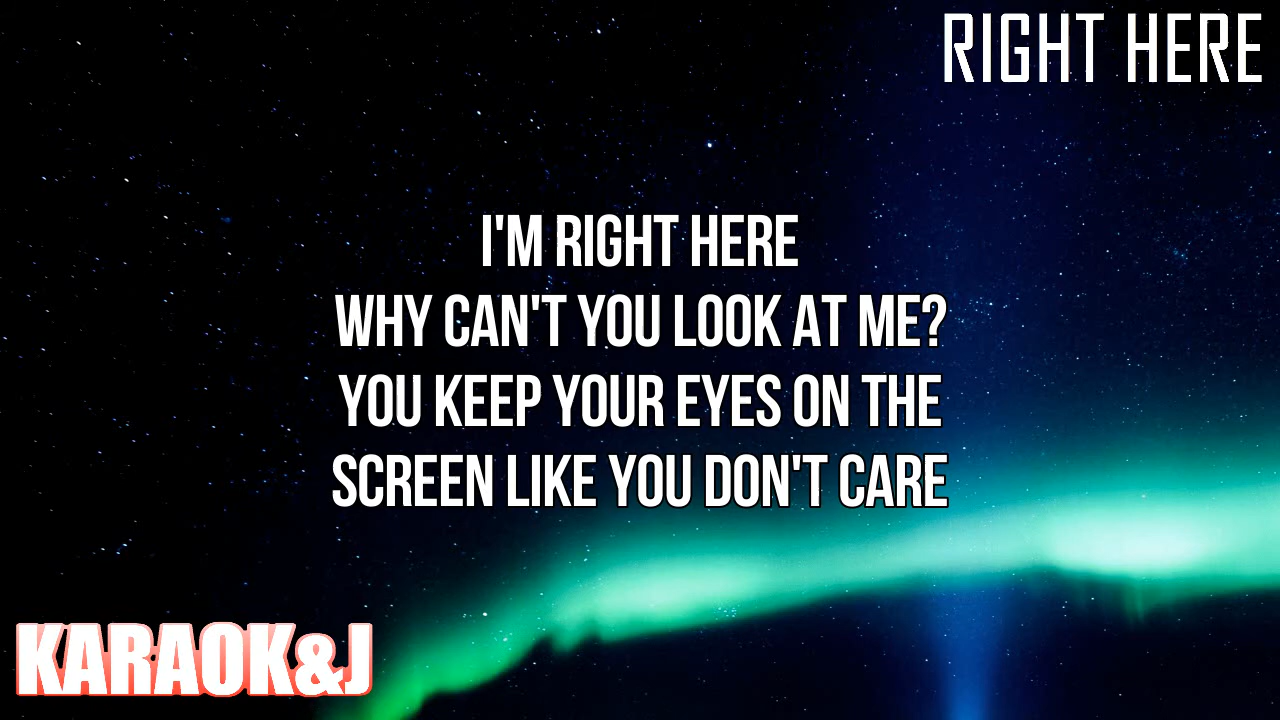 RIGHT HERE
I'M RIGHT HERE
WHY CAN'T YOU LOOK AT ME?
YOU KEEP YOUR EYES ON THE
SCREEN LIKE YOU DON'T CARE
KARAOK&J